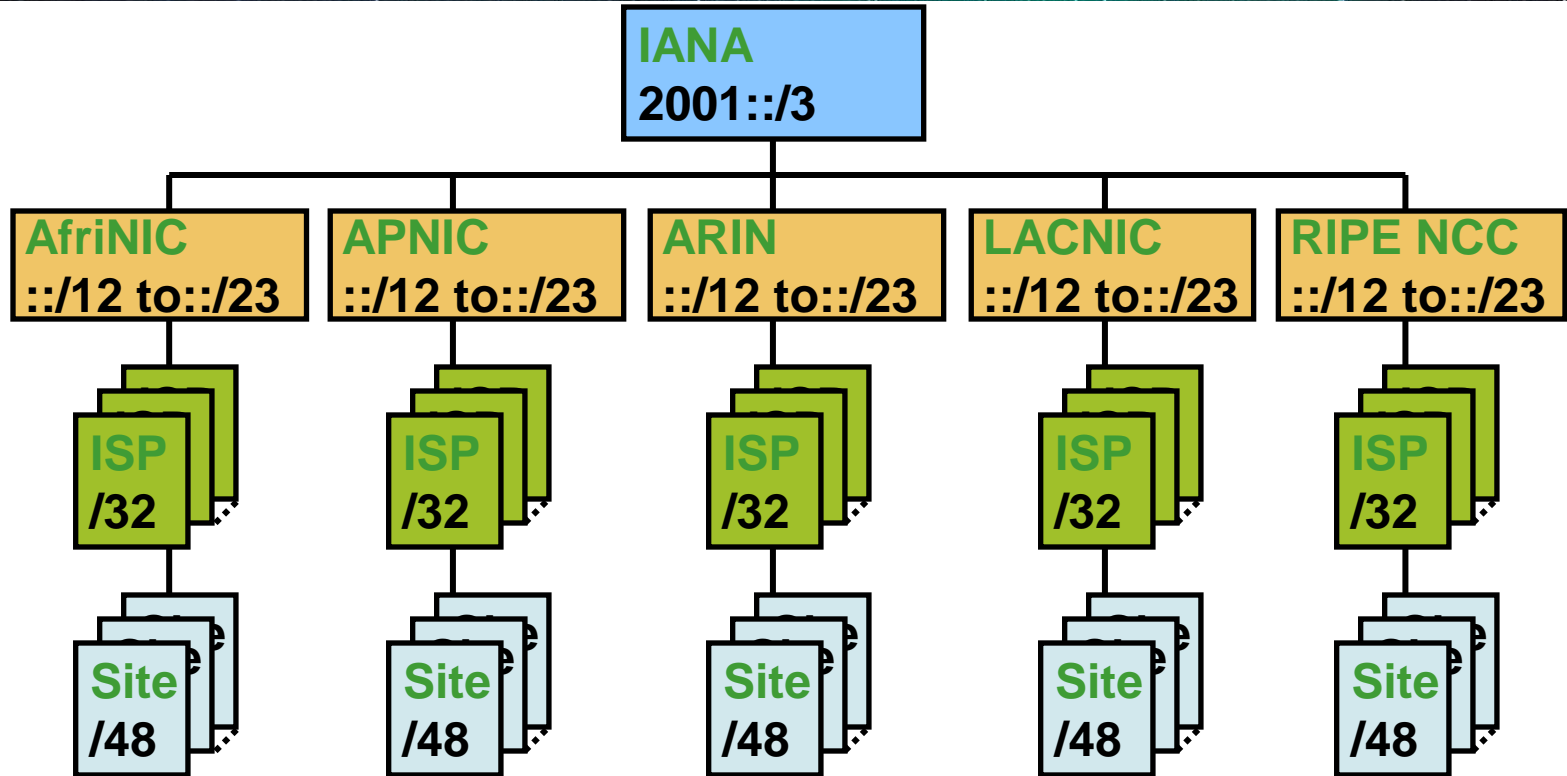 IANA
2001::/3
AfriNIC
::/12 to::/23
APNIC
::/12 to::/23
ARIN
::/12 to::/23
LACNIC
::/12 to::/23
RIPE NCC
::/12 to::/23
ISP
/32
ISP
/32
ISP
/32
ISP
/32
ISP
/32
Site
/48
Site
/48
Site
/48
Site
/48
Site
/48